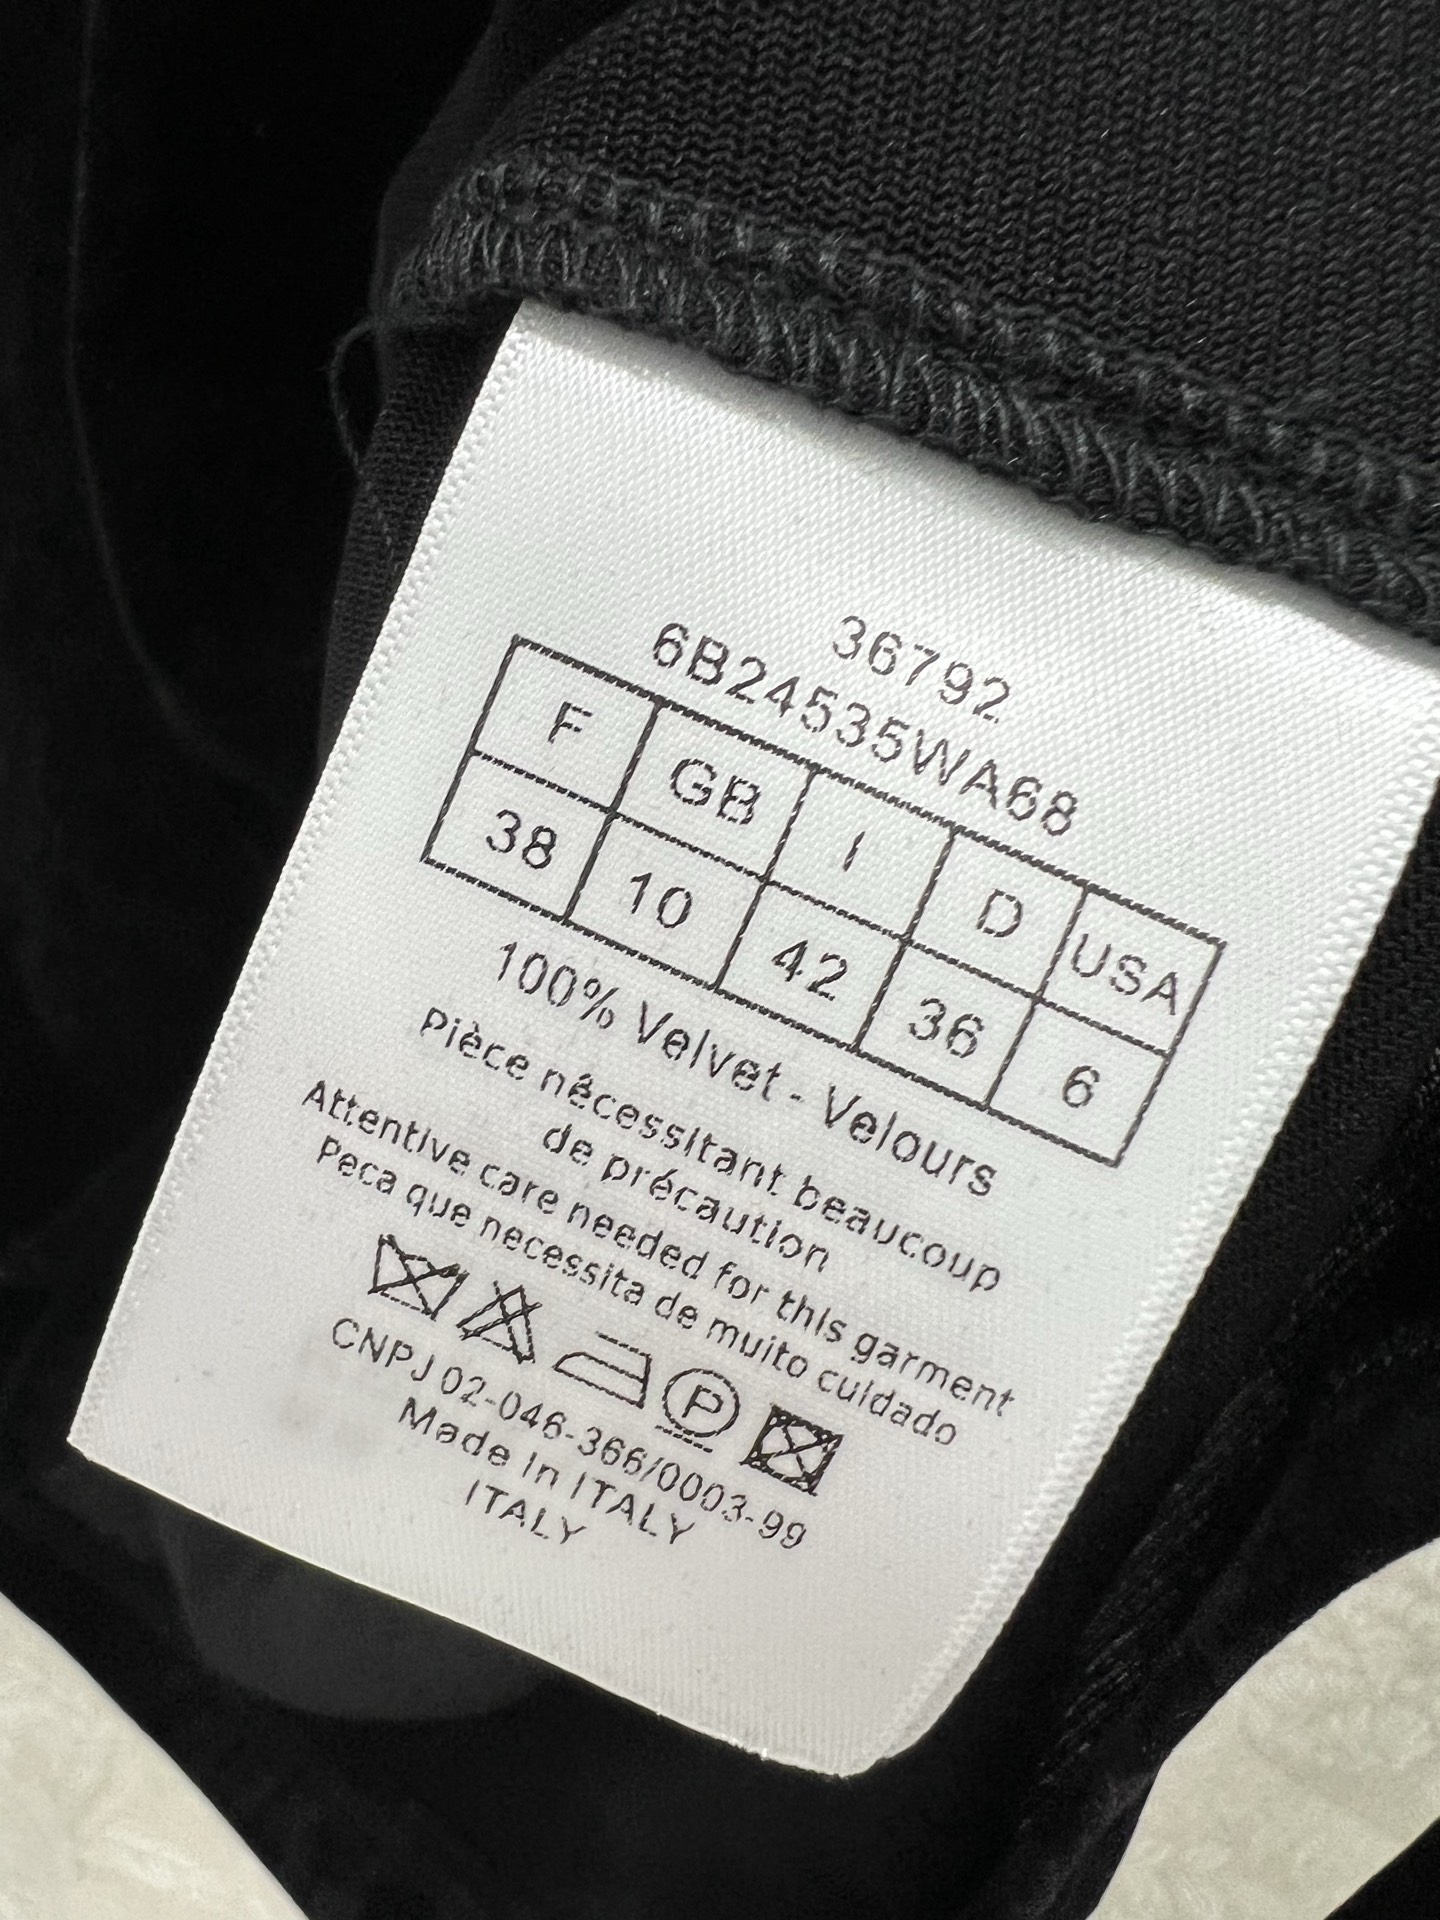 36792
6B24535WA68
F GB I D USA
38 10 42 36 6
100% Velvet - Velours
Pièce nécessitant beaucoup
de précaution
Attentive care needed for this garment
Peca que necessita de muito cuidado
P
CNPJ 02-046-366/0003-99
Made in ITALY
ITALY